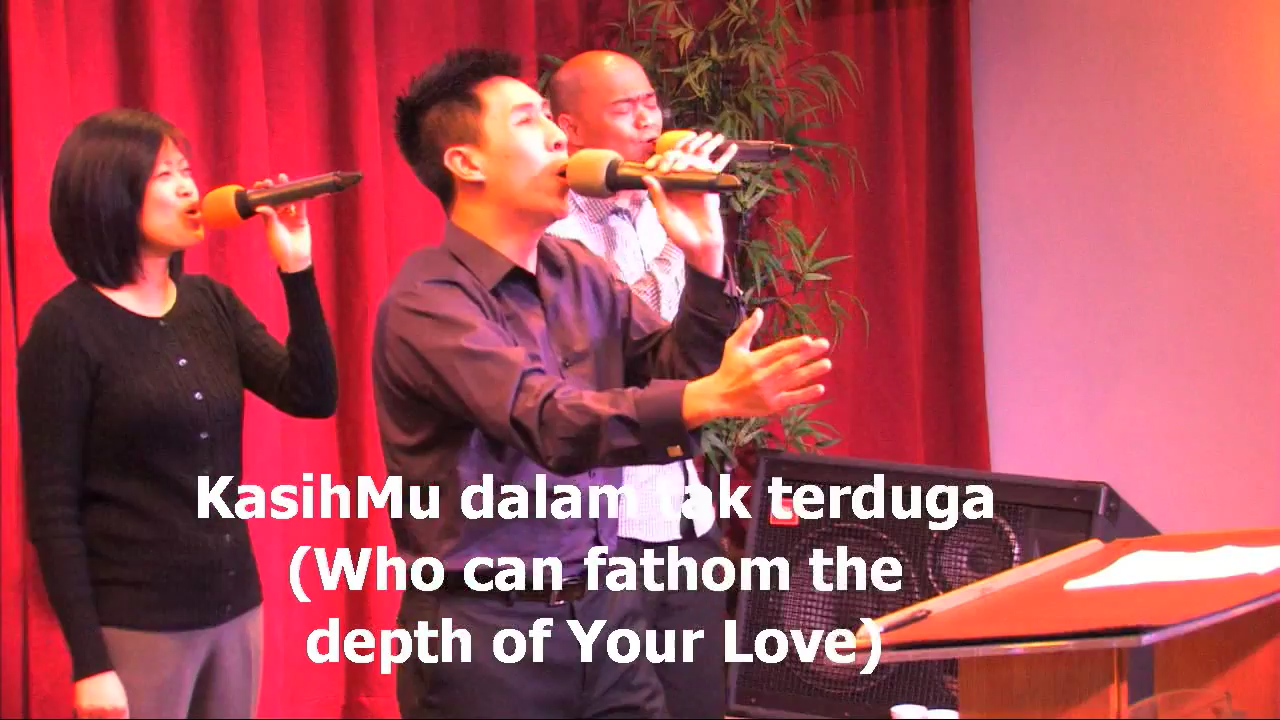 KasihMu dalam tak terduga
(Who can fathom the
depth of Your Love)